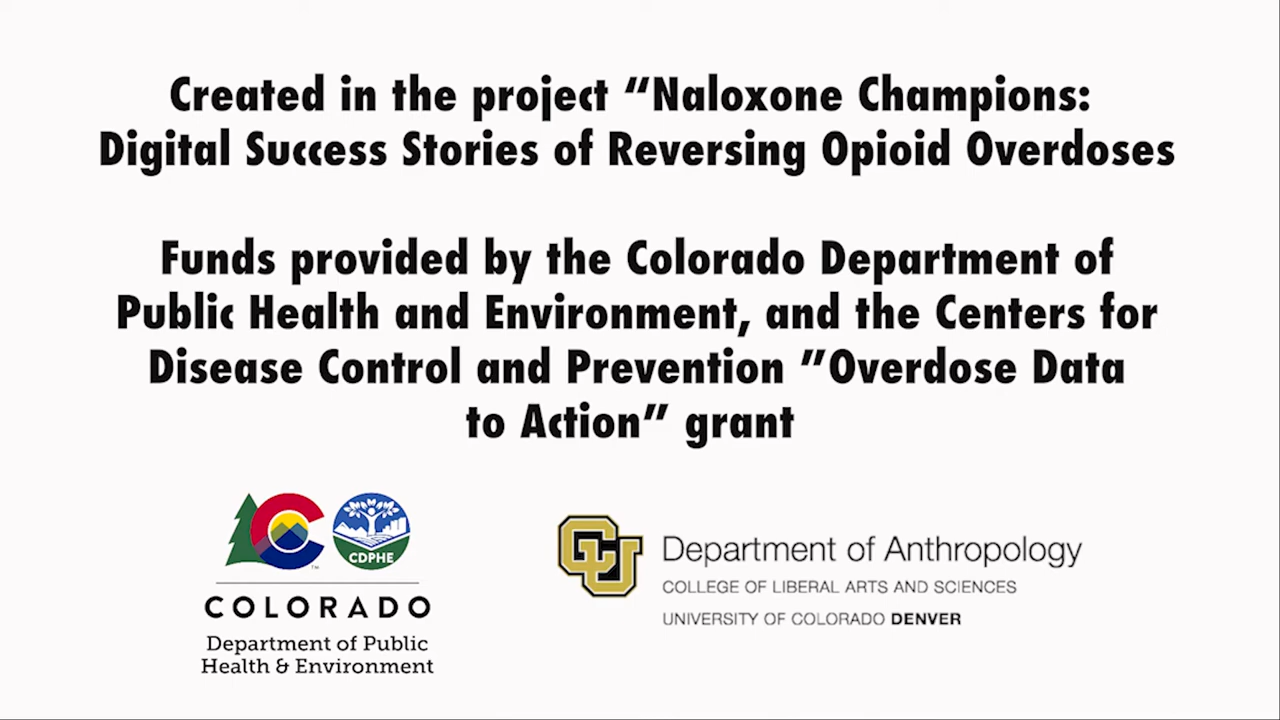 Created in the project “Naloxone Champions:
Digital Success Stories of Reversing Opioid Overdoses
Funds provided by the Colorado Department of
Public Health and Environment, and the Centers for
Disease Control and Prevention ”Overdose Data
to Action” grant
CDPHE
™
COLORADO
Department of Public
Health & Environment
CU
Department of Anthropology
COLLEGE OF LIBERAL ARTS AND SCIENCES
UNIVERSITY OF COLORADO DENVER